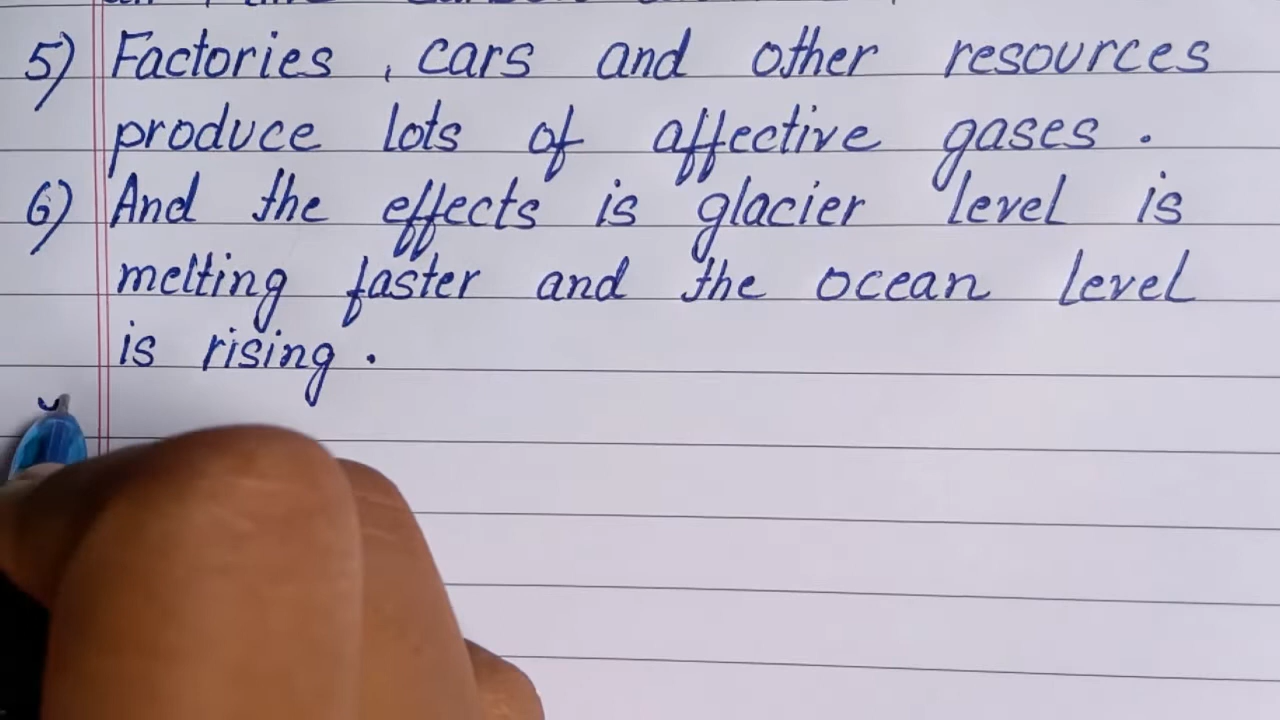 5) Factories , cars and other resources
produce lots of affective gases .
6) And the effects is glacier level is
melting faster and the ocean level
is rising .